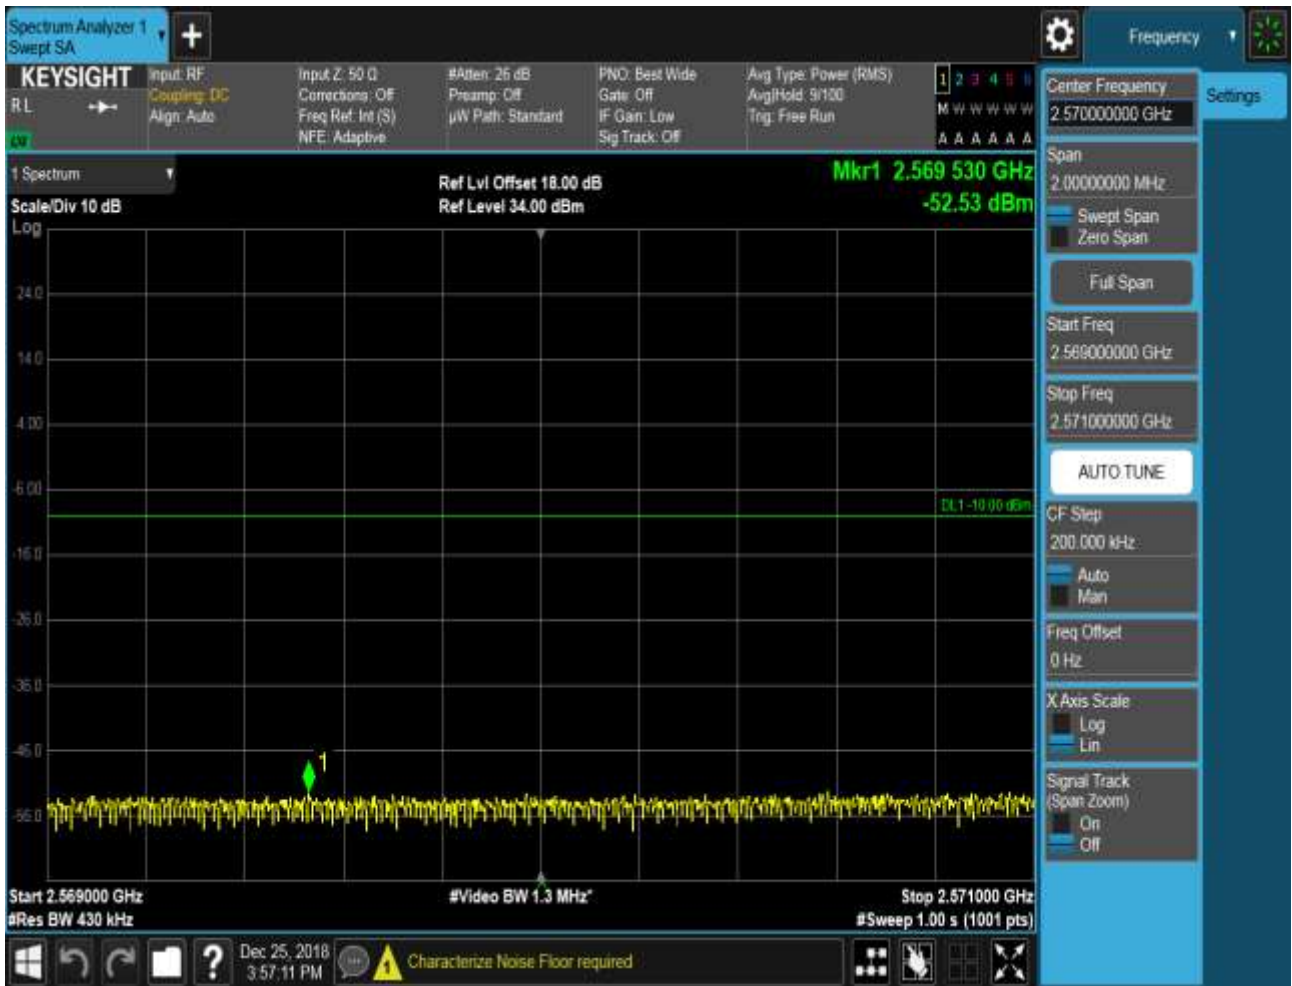 Spectrum Analyzer 1
Swept SA
+
Frequency
KEYSIGHT
RL
Input: RF
Coupling: DC
Align: Auto
Input Z: 50 Ω
Corrections: Off
Freq Ref: Int (S)
NFE: Adaptive
#Atten: 26 dB
Preamp: Off
µW Path: Standard
PNO: Best Wide
Gate: Off
IF Gain: Low
Sig Track: Off
Avg Type: Power (RMS)
Avg|Hold: 9/100
Trig: Free Run
1 2 3 4 5 6
M W W W W W
A A A A A A
1 Spectrum
Scale/Div 10 dB
Log
Ref Lvl Offset 18.00 dB
Ref Level 34.00 dBm
Mkr1 2.569 530 GHz
-52.53 dBm
24.0
14.0
4.00
-6.00
DL1 -10.00 dBm
-16.0
-26.0
-36.0
-46.0
1
-56.0
Start 2.569000 GHz
#Res BW 430 kHz
#Video BW 1.3 MHz*
Stop 2.571000 GHz
#Sweep 1.00 s (1001 pts)
Center Frequency
2.570000000 GHz
Settings
Span
2.00000000 MHz
Swept Span
Zero Span
Full Span
Start Freq
2.569000000 GHz
Stop Freq
2.571000000 GHz
AUTO TUNE
CF Step
200.000 kHz
Auto
Man
Freq Offset
0 Hz
X Axis Scale
Log
Lin
Signal Track
(Span Zoom)
On
Off
?
Dec 25, 2018
3:57:11 PM
1
Characterize Noise Floor required